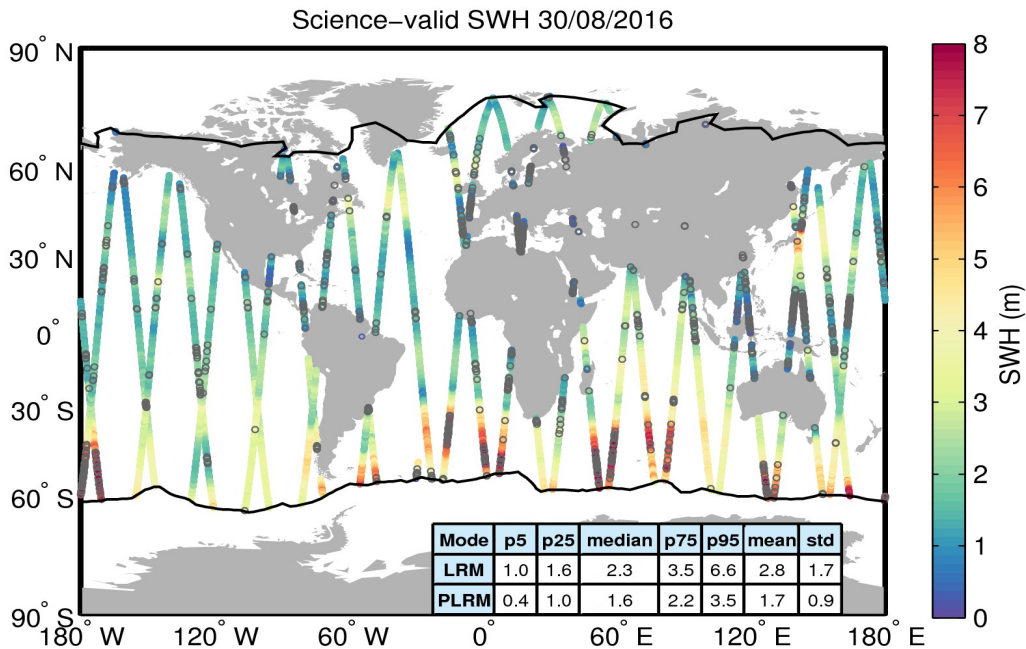 Science−valid SWH 30/08/2016
90° N
60° N
30° N
0°
30° S
60° S
90° S
180° W
120° W
60° W
0°
60° E
120° E
180° E
Mode p5 p25 median p75 p95 mean std
LRM 1.0 1.6 2.3 3.5 6.6 2.8 1.7
PLRM 0.4 1.0 1.6 2.2 3.5 1.7 0.9
8
7
6
5
4
3
2
1
0
SWH (m)